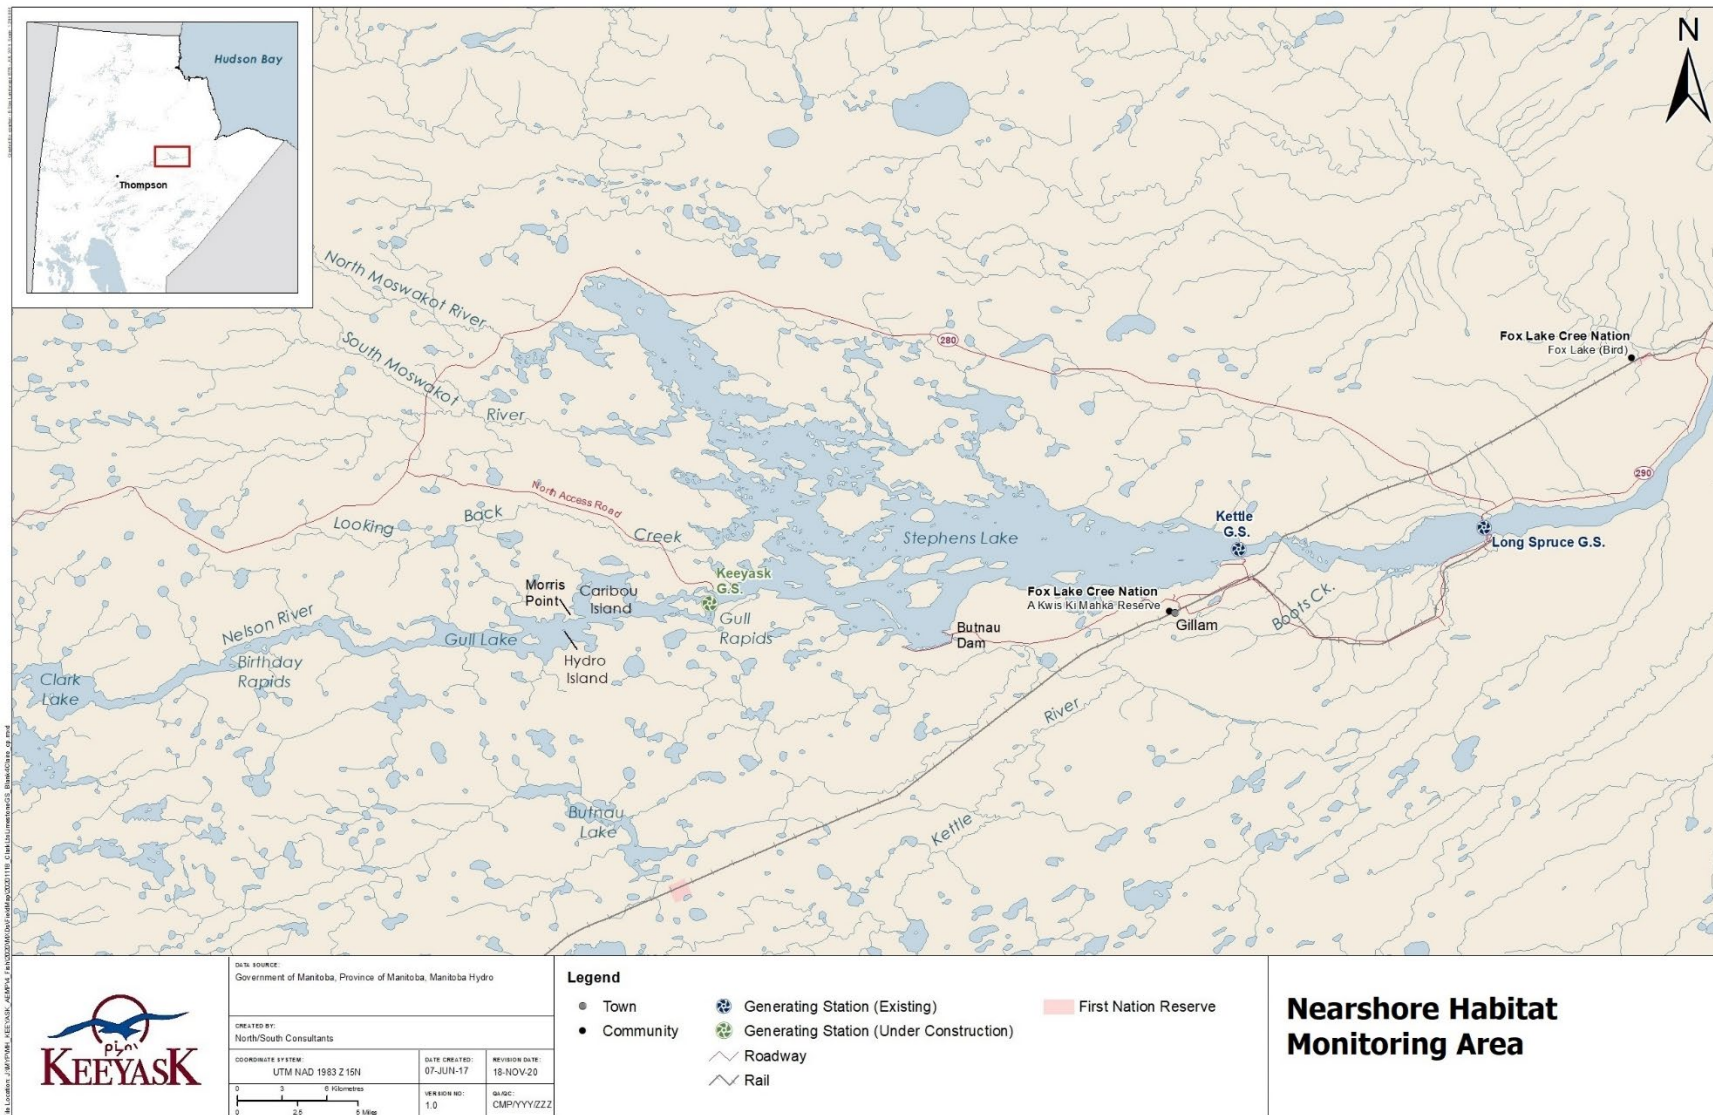 Hudson Bay
Thompson
North Moswakot River
South Moswakot
River
280
Fox Lake Cree Nation
Fox Lake (Bird)
290
North Access Road
Looking
Back
Creek
Stephens Lake
Kettle
G.S.
Long Spruce G.S.
Keeyask
G.S.
Morris
Point
Caribou
Island
Fox Lake Cree Nation
A Kwis Ki Mahka Reserve
Gillam
Boots Ck.
Gull
Rapids
Butnau
Dam
Nelson River
Gull Lake
Birthday
Rapids
Hydro
Island
Clark
Lake
River
Kettle
Butnau
Lake
KEEYASK
DATA SOURCE:
Government of Manitoba, Province of Manitoba, Manitoba Hydro
CREATED BY:
North/South Consultants
COORDINATE SYSTEM:
UTM NAD 1983 Z 15N
DATE CREATED:
07-JUN-17
REVISION DATE:
18-NOV-20
VERSION NO:
1.0
QA/QC:
CMP/YYY/ZZZ
0 3 6 Kilometres
0 2.5 5 Miles
Legend
Town
Community
Generating Station (Existing)
Generating Station (Under Construction)
Roadway
Rail
First Nation Reserve
Nearshore Habitat
Monitoring Area
N